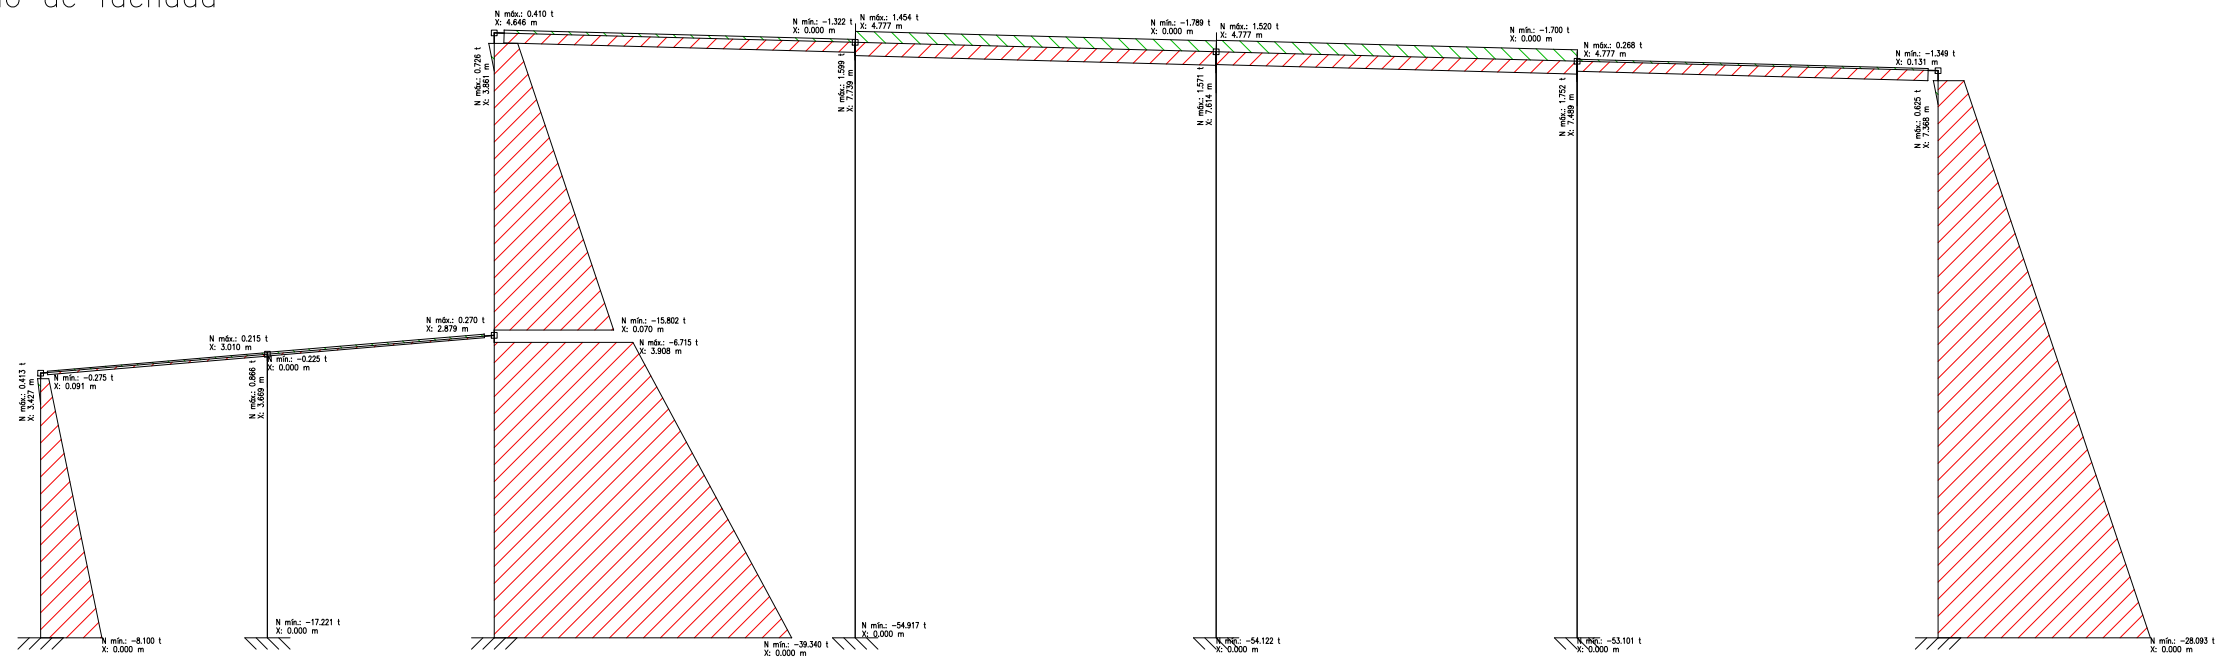 de fachada
N máx.: 0.410 t
X: 4.646 m
N mín.: -1.322 t
X: 0.000 m
N máx.: 1.454 t
X: 4.777 m
N mín.: -1.789 t
X: 0.000 m
N máx.: 1.520 t
X: 4.777 m
N mín.: -1.700 t
X: 0.000 m
N máx.: 0.268 t
X: 4.777 m
N mín.: -1.349 t
X: 0.131 m
N máx.: 0.726 t
X: 3.861 m
N máx.: 1.599 t
X: 7.739 m
N máx.: 1.571 t
X: 7.614 m
N máx.: 1.752 t
X: 7.489 m
N máx.: 0.625 t
X: 7.368 m
N máx.: 0.270 t
X: 2.879 m
N mín.: -15.802 t
X: 0.070 m
N máx.: 0.215 t
X: 3.010 m
N máx.: -6.715 t
X: 3.908 m
N mín.: -0.225 t
X: 0.000 m
N máx.: 0.413 t
X: 3.427 m
N mín.: -0.275 t
X: 0.091 m
N máx.: 0.866 t
X: 3.669 m
N mín.: -8.100 t
X: 0.000 m
N mín.: -17.221 t
X: 0.000 m
N mín.: -39.340 t
X: 0.000 m
N mín.: -54.917 t
X: 0.000 m
N mín.: -54.122 t
X: 0.000 m
N mín.: -53.101 t
X: 0.000 m
N mín.: -28.093 t
X: 0.000 m